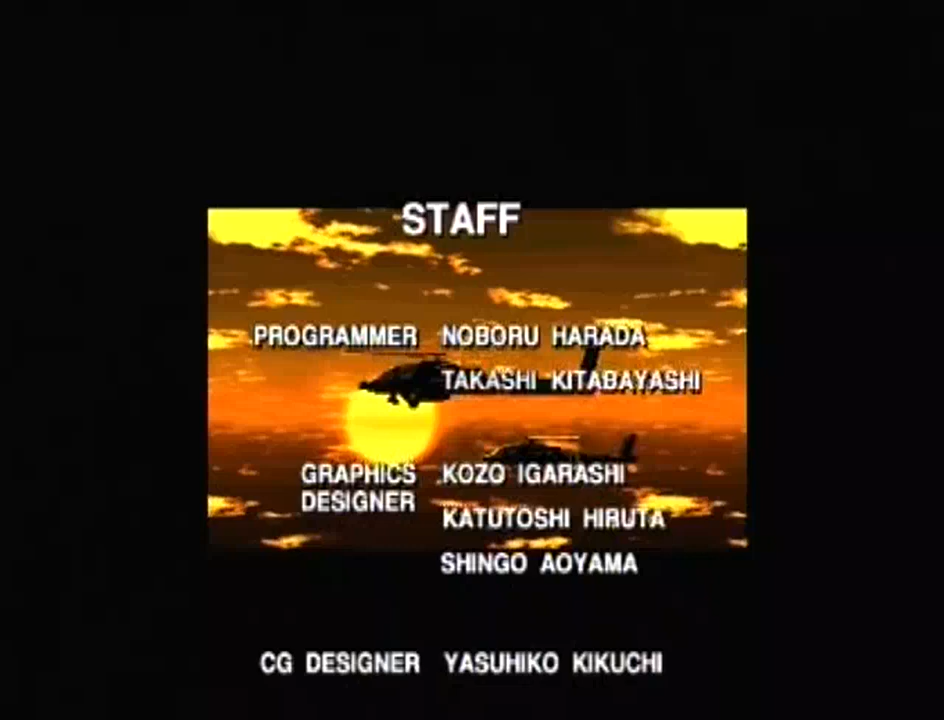 STAFF
PROGRAMMER NOBORU HARADA
TAKASHI KITABAYASHI
GRAPHICS KOZO IGARASHI
DESIGNER
KATUTOSHI HIRUTA
SHINGO AOYAMA
CG DESIGNER YASUHIKO KIKUCHI